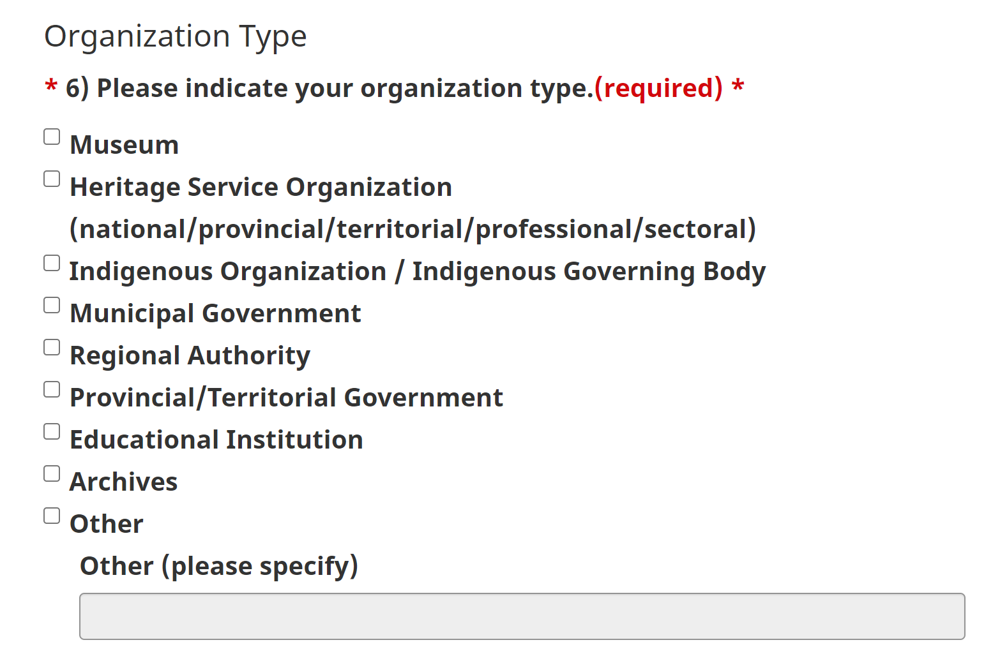 Organization Type
* 6) Please indicate your organization type.(required) *
Museum
Heritage Service Organization
(national/provincial/territorial/professional/sectoral)
Indigenous Organization / Indigenous Governing Body
Municipal Government
Regional Authority
Provincial/Territorial Government
Educational Institution
Archives
Other
Other (please specify)